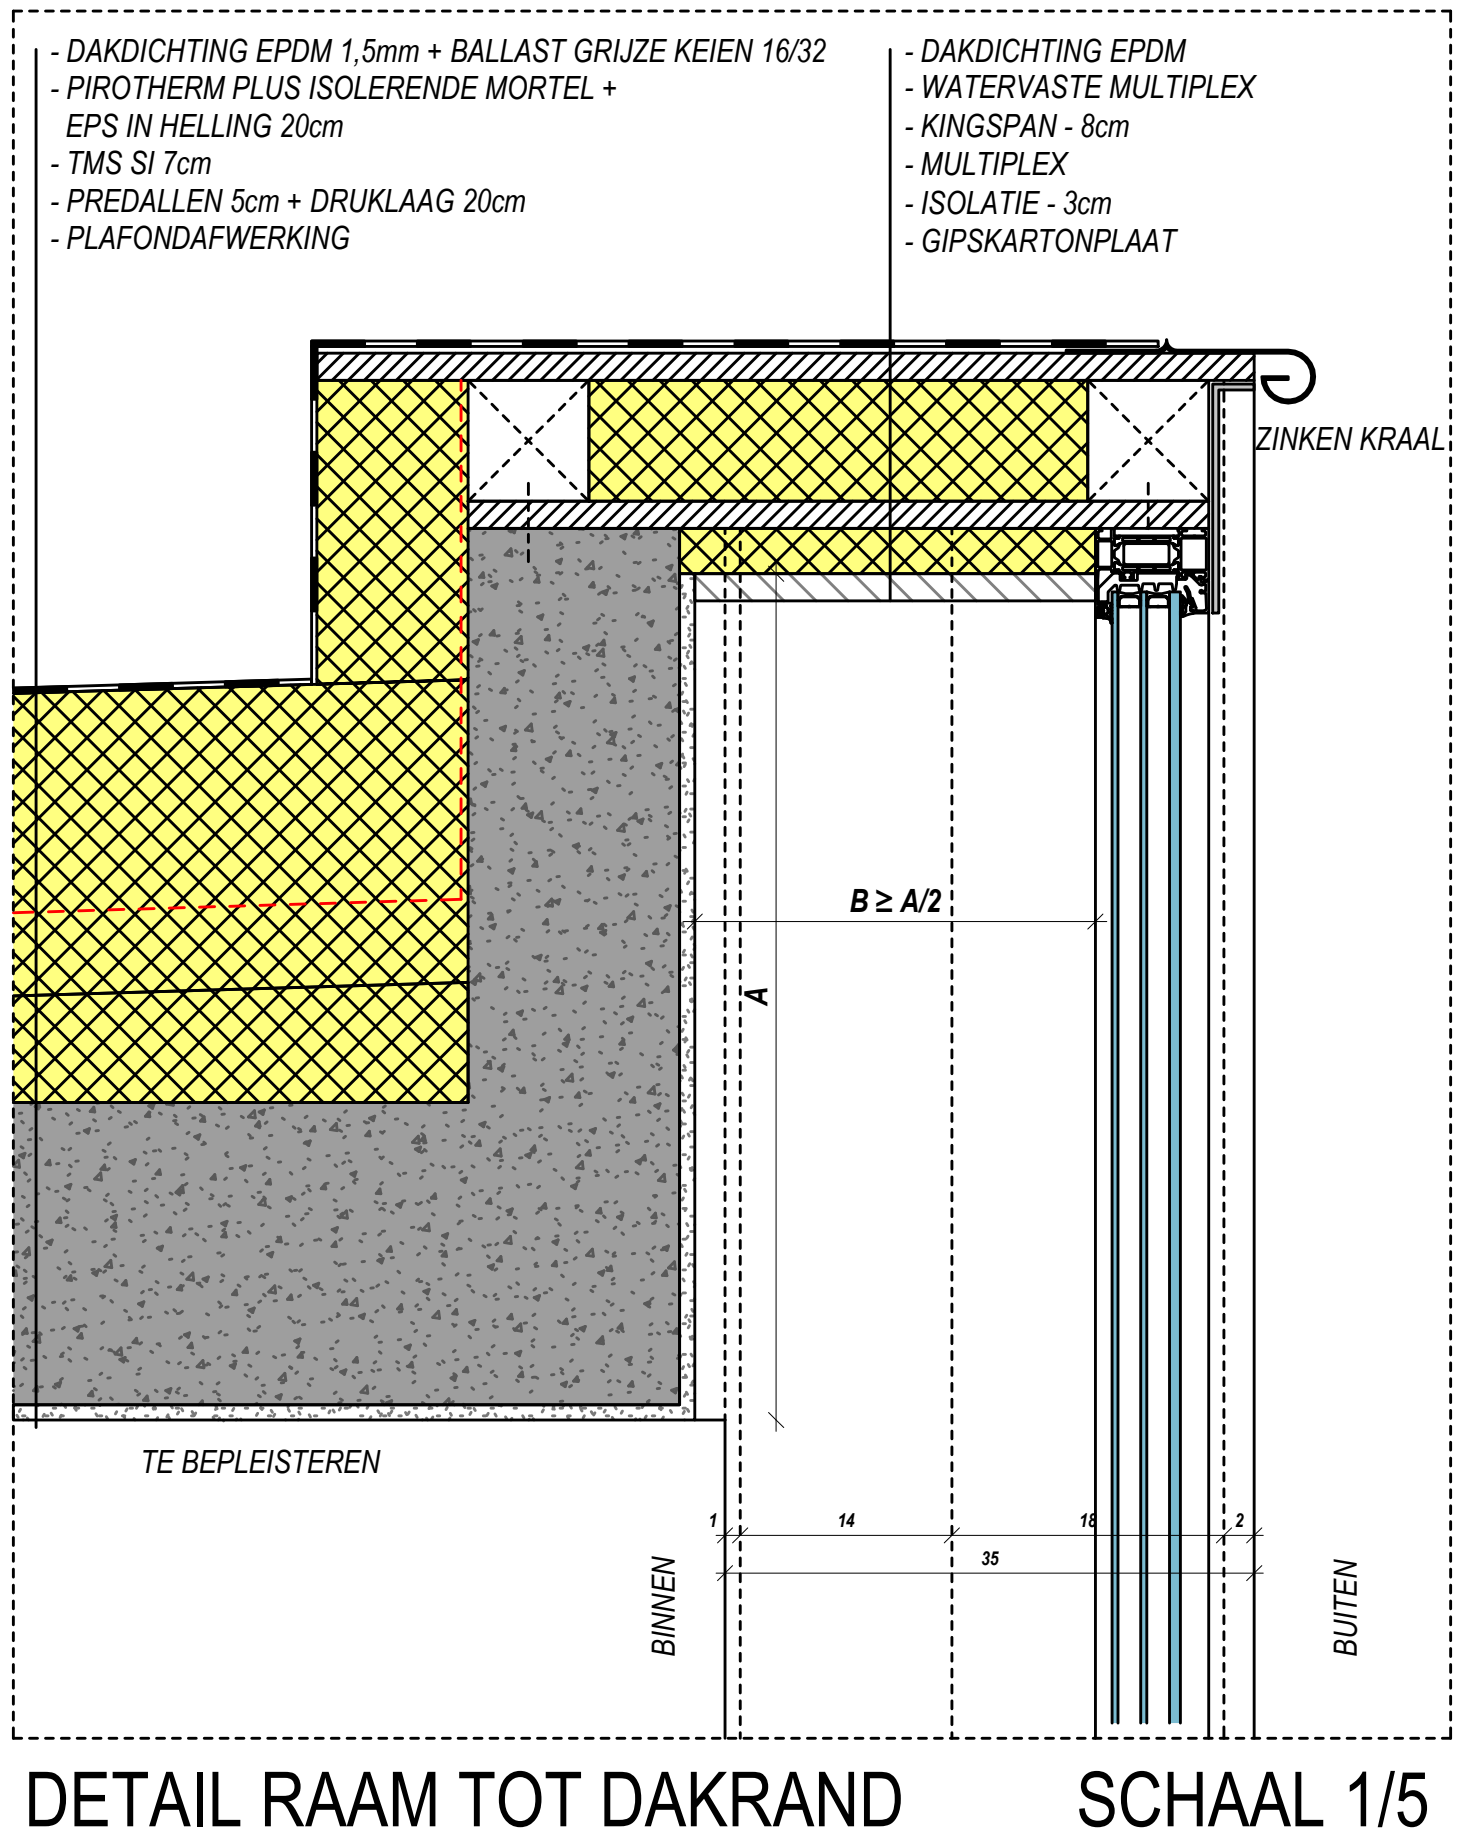 - DAKDICHTING EPDM 1,5mm + BALLAST GRIJZE KEIEN 16/32
- PIROTHERM PLUS ISOLERENDE MORTEL +
EPS IN HELLING 20cm
- TMS SI 7cm
- PREDALLEN 5cm + DRUKLAAG 20cm
- PLAFONDAFWERKING
- DAKDICHTING EPDM
- WATERVASTE MULTIPLEX
- KINGSPAN - 8cm
- MULTIPLEX
- ISOLATIE - 3cm
- GIPSKARTONPLAAT
ZINKEN KRAAL
B ≥ A/2
A
TE BEPLEISTEREN
1 14 18 2
35
BINNEN
BUITEN
DETAIL RAAM TOT DAKRAND SCHAAL 1/5